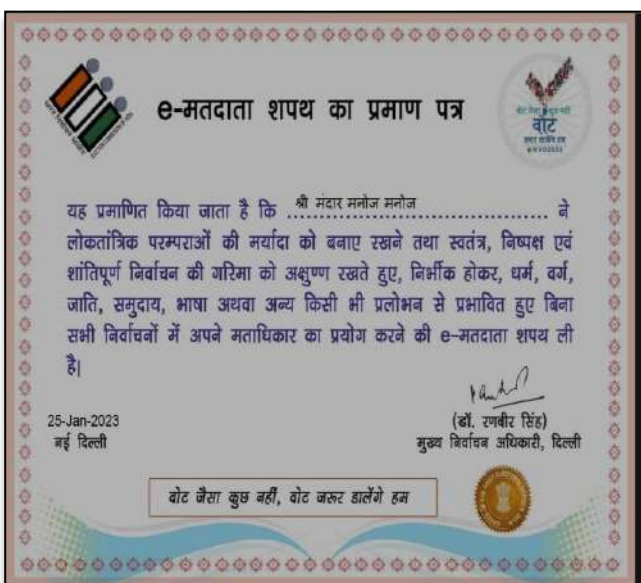 e-मतदाता शपथ का प्रमाण पत्र
वोट
यह प्रमाणित किया जाता है कि श्री मंदार मनोज मनोज ने
लोकतांत्रिक परम्पराओं की मर्यादा को बनाए रखने तथा स्वतंत्र, निष्पक्ष एवं
शांतिपूर्ण निर्वाचन की गरिमा को अक्षुण्ण रखते हुए, निर्भीक होकर, धर्म, वर्ग,
जाति, समुदाय, भाषा अथवा अन्य किसी भी प्रलोभन से प्रभावित हुए बिना
सभी निर्वाचनों में अपने मताधिकार का प्रयोग करने की e-मतदाता शपथ ली
है|
25-Jan-2023
नई दिल्ली
(डॉ. रणबीर सिंह)
मुख्य निर्वाचन अधिकारी, दिल्ली
वोट जैसा कुछ नहीं, वोट जरूर डालेंगे हम